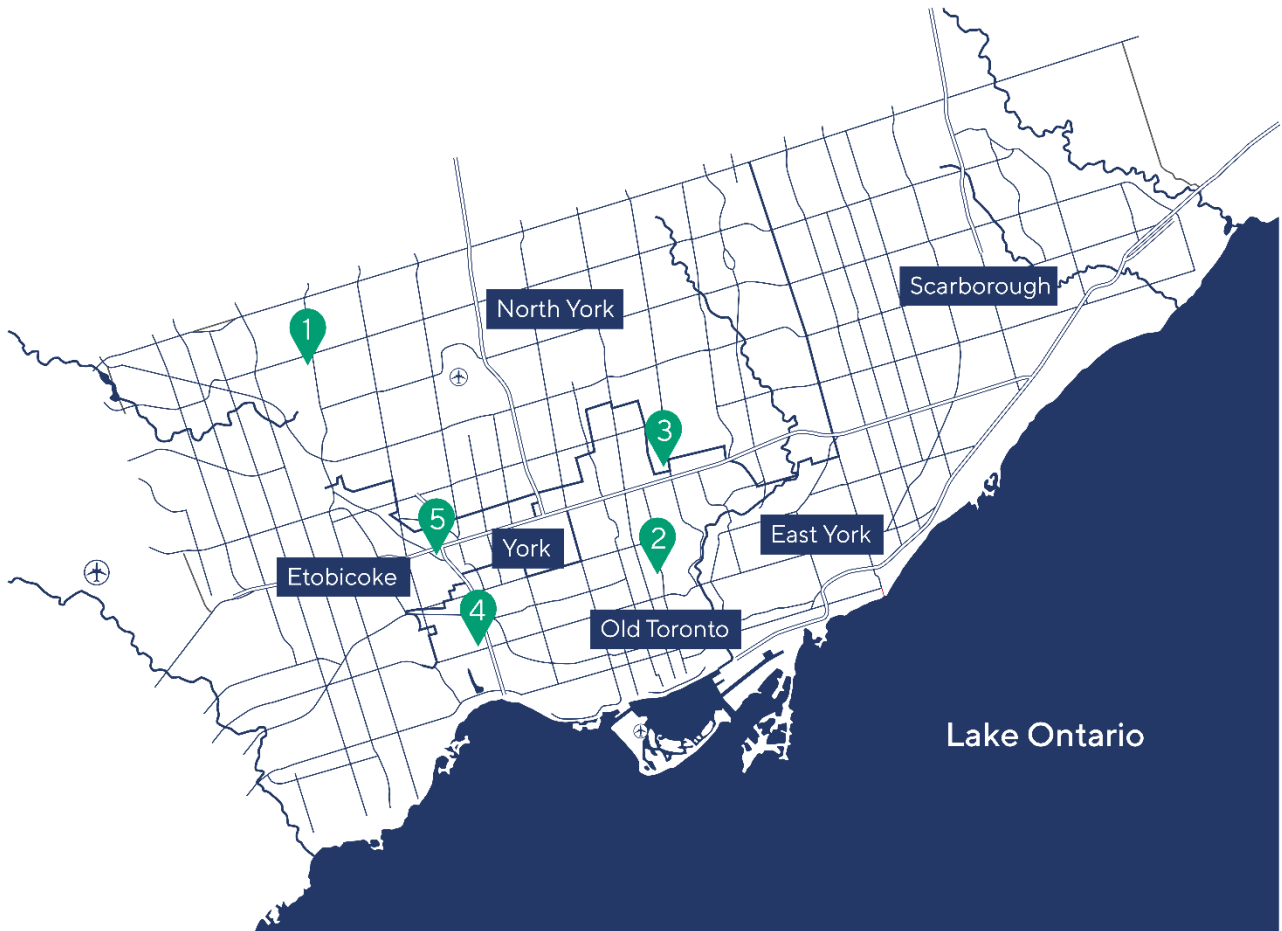 Scarborough
North York
1
3
5
2
East York
York
Etobicoke
4
Old Toronto
Lake Ontario